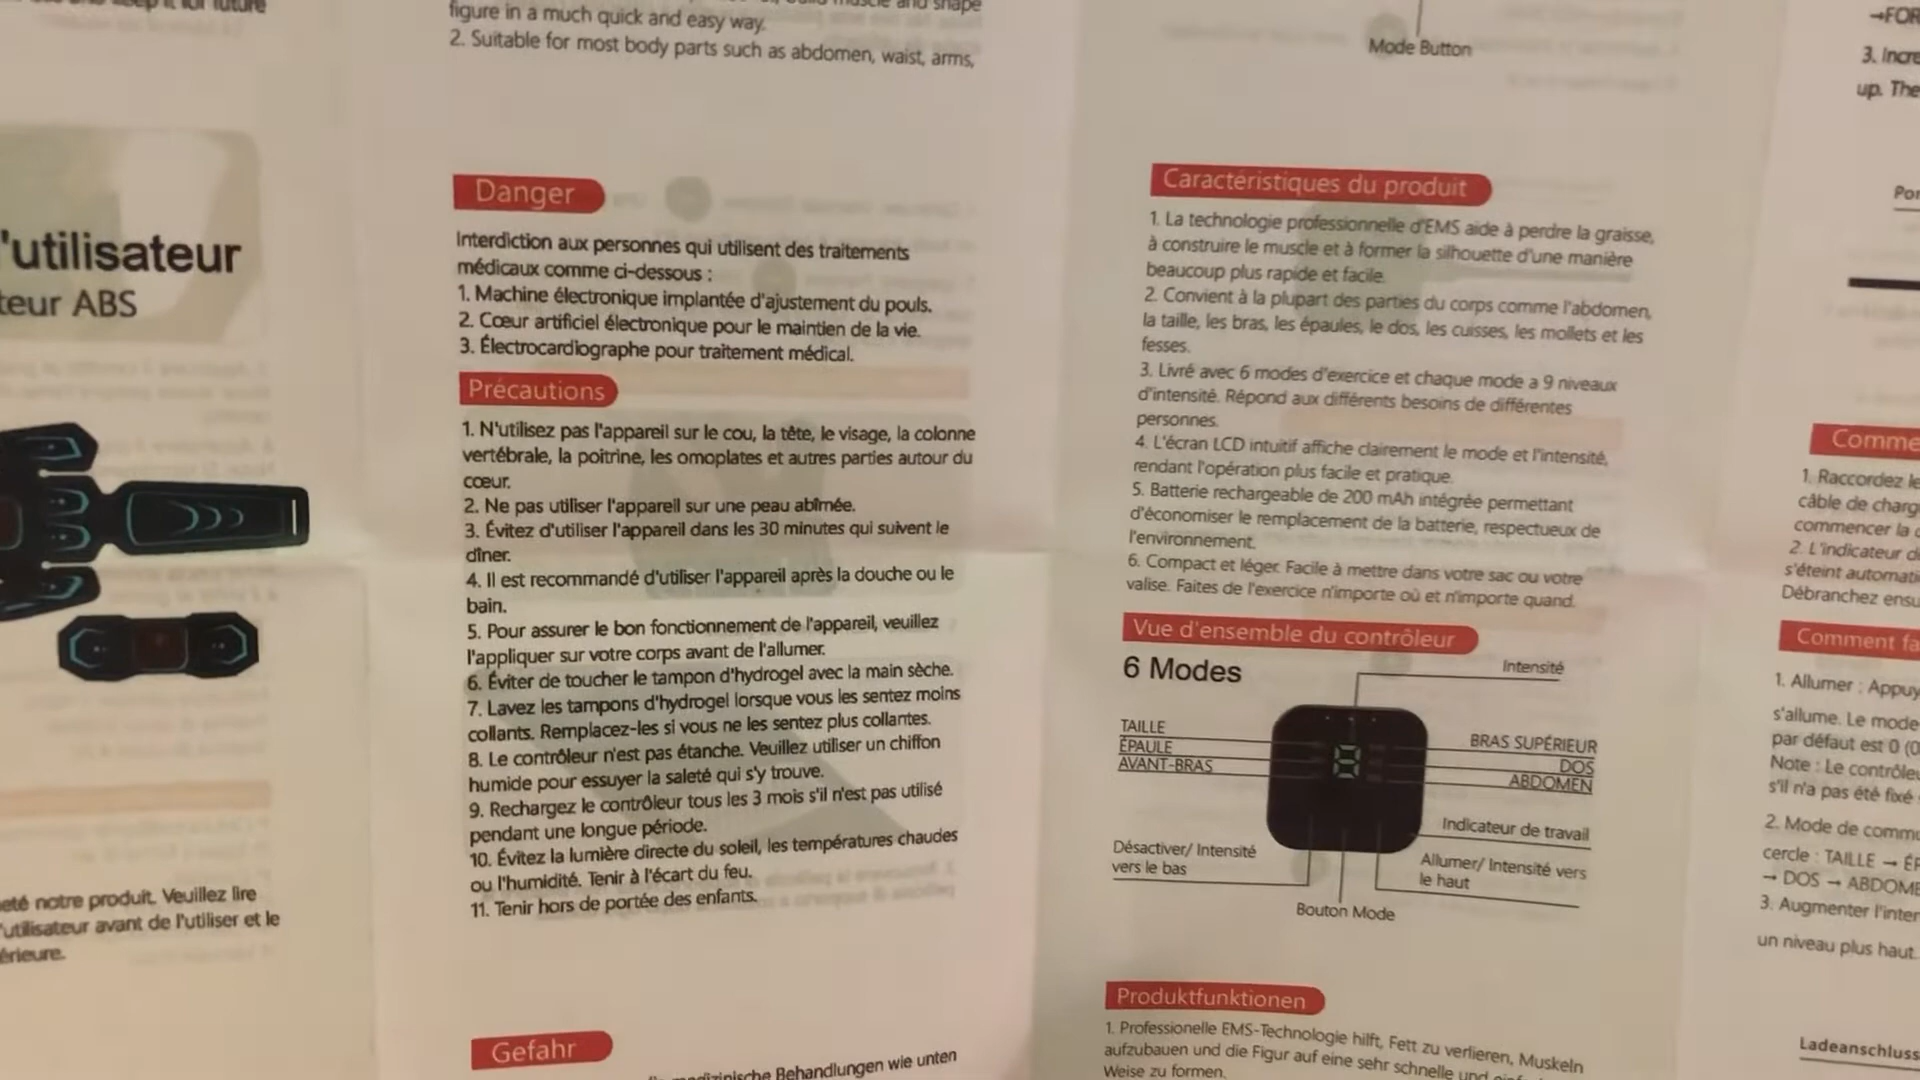 figure in a much quick and easy way.
2. Suitable for most body parts such as abdomen, waist, arms,
Mode Button
→FOR
3. Incre
up. The
'utilisateur
teur ABS
eté notre produit. Veuillez lire
'utilisateur avant de l'utiliser et le
érieure.
Danger
Interdiction aux personnes qui utilisent des traitements
médicaux comme ci-dessous :
1. Machine électronique implantée d'ajustement du pouls.
2. Cœur artificiel électronique pour le maintien de la vie.
3. Électrocardiographe pour traitement médical.
Précautions
1. N'utilisez pas l'appareil sur le cou, la tête, le visage, la colonne
vertébrale, la poitrine, les omoplates et autres parties autour du
cœur.
2. Ne pas utiliser l'appareil sur une peau abîmée.
3. Évitez d'utiliser l'appareil dans les 30 minutes qui suivent le
dîner.
4. Il est recommandé d'utiliser l'appareil après la douche ou le
bain.
5. Pour assurer le bon fonctionnement de l'appareil, veuillez
l'appliquer sur votre corps avant de l'allumer.
6. Éviter de toucher le tampon d'hydrogel avec la main sèche.
7. Lavez les tampons d'hydrogel lorsque vous les sentez moins
collants. Remplacez-les si vous ne les sentez plus collantes.
8. Le contrôleur n'est pas étanche. Veuillez utiliser un chiffon
humide pour essuyer la saleté qui s'y trouve.
9. Rechargez le contrôleur tous les 3 mois s'il n'est pas utilisé
pendant une longue période.
10. Évitez la lumière directe du soleil, les températures chaudes
ou l'humidité. Tenir à l'écart du feu.
11. Tenir hors de portée des enfants.
Gefahr
medizinische Behandlungen wie unten
Caractéristiques du produit
1. La technologie professionnelle d'EMS aide à perdre la graisse,
à construire le muscle et à former la silhouette d'une manière
beaucoup plus rapide et facile.
2. Convient à la plupart des parties du corps comme l'abdomen,
la taille, les bras, les épaules, le dos, les cuisses, les mollets et les
fesses.
3. Livré avec 6 modes d'exercice et chaque mode a 9 niveaux
d'intensité. Répond aux différents besoins de différentes
personnes.
4. L'écran LCD intuitif affiche clairement le mode et l'intensité,
rendant l'opération plus facile et pratique.
5. Batterie rechargeable de 200 mAh intégrée permettant
d'économiser le remplacement de la batterie, respectueux de
l'environnement.
6. Compact et léger. Facile à mettre dans votre sac ou votre
valise. Faites de l'exercice n'importe où et n'importe quand.
Vue d'ensemble du contrôleur
6 Modes
Intensité
TAILLE
ÉPAULE
AVANT-BRAS
8
BRAS SUPÉRIEUR
DOS
ABDOMEN
Indicateur de travail
Désactiver/ Intensité
vers le bas
Allumer/ Intensité vers
le haut
Bouton Mode
Produktfunktionen
1. Professionelle EMS-Technologie hilft, Fett zu verlieren, Muskeln
aufzubauen und die Figur auf eine sehr schnelle und
Weise zu formen.
Por
Comme
1. Raccordez le
câble de charg
commencer la
2. L'indicateur d
s'éteint automati
Débranchez ensu
Comment fa
1. Allumer : Appuy
s'allume. Le mode
par défaut est 0 (0
Note : Le contrôleu
s'il n'a pas été fixé
2. Mode de comm
cercle : TAILLE → ÉP
→ DOS → ABDOME
3. Augmenter l'inten
un niveau plus haut.
Ladeanschluss